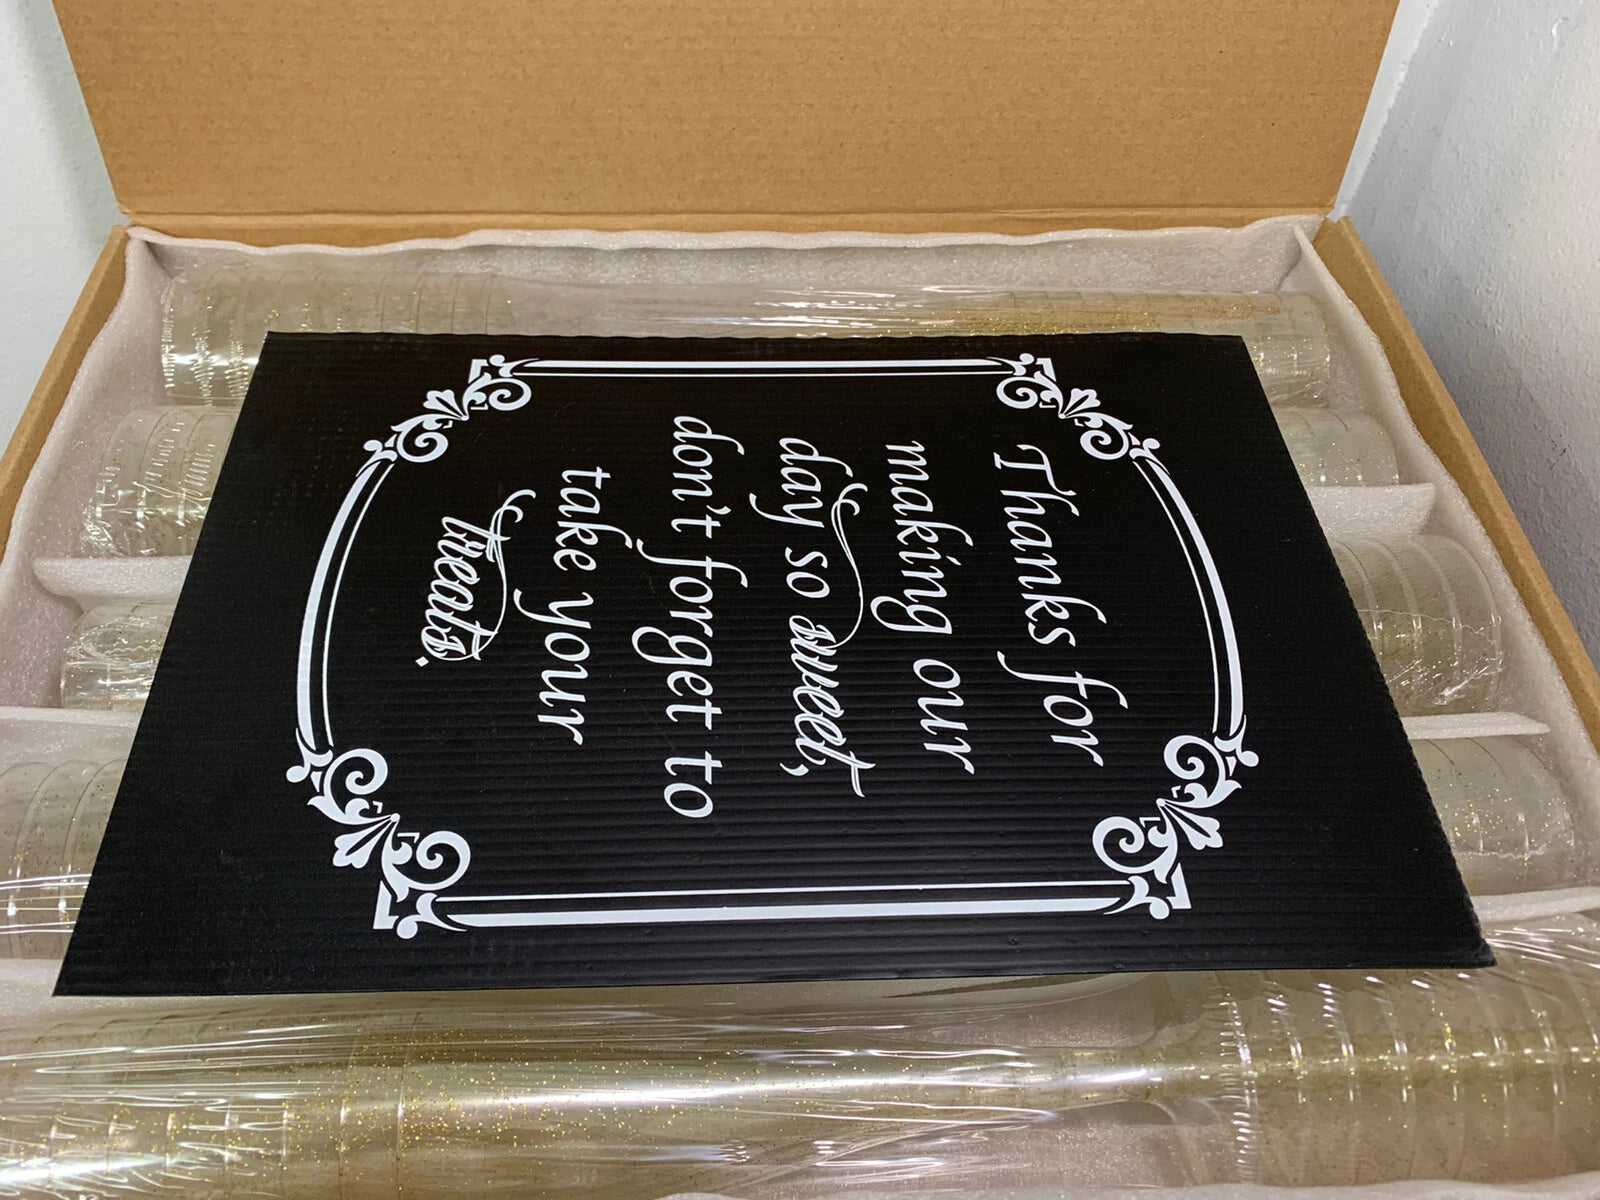 Thanks for
making our
day so sweet,
don't forget to
take your
treats.